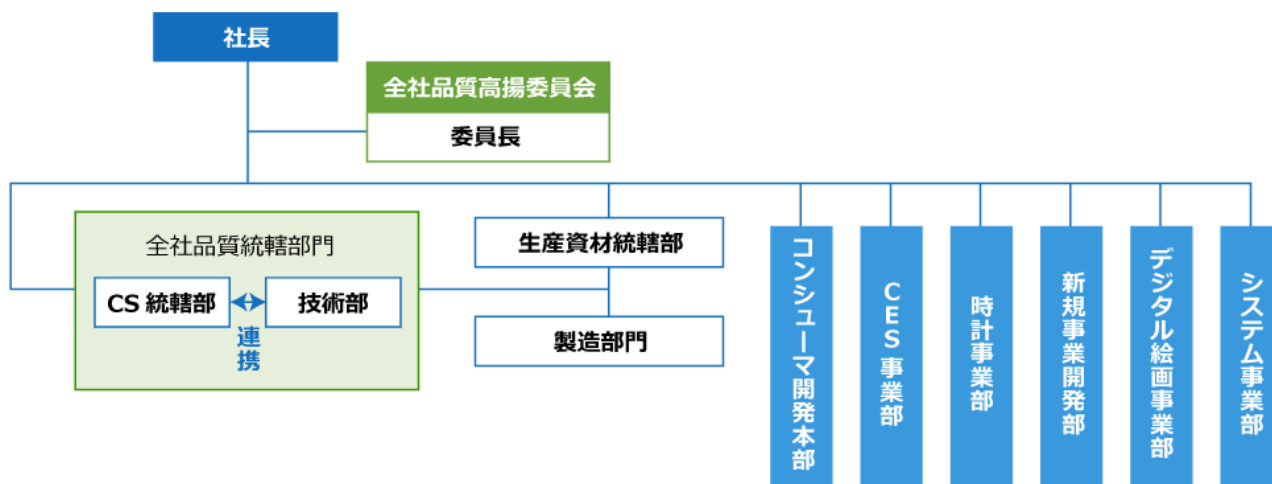 社長
全社品質高揚委員会
委員長
全社品質統轄部門
CS 統轄部
技術部
連携
生産資材統轄部
製造部門
コンシューマ開発本部
CES 事業部
時計事業部
新規事業開発部
デジタル絵画事業部
システム事業部